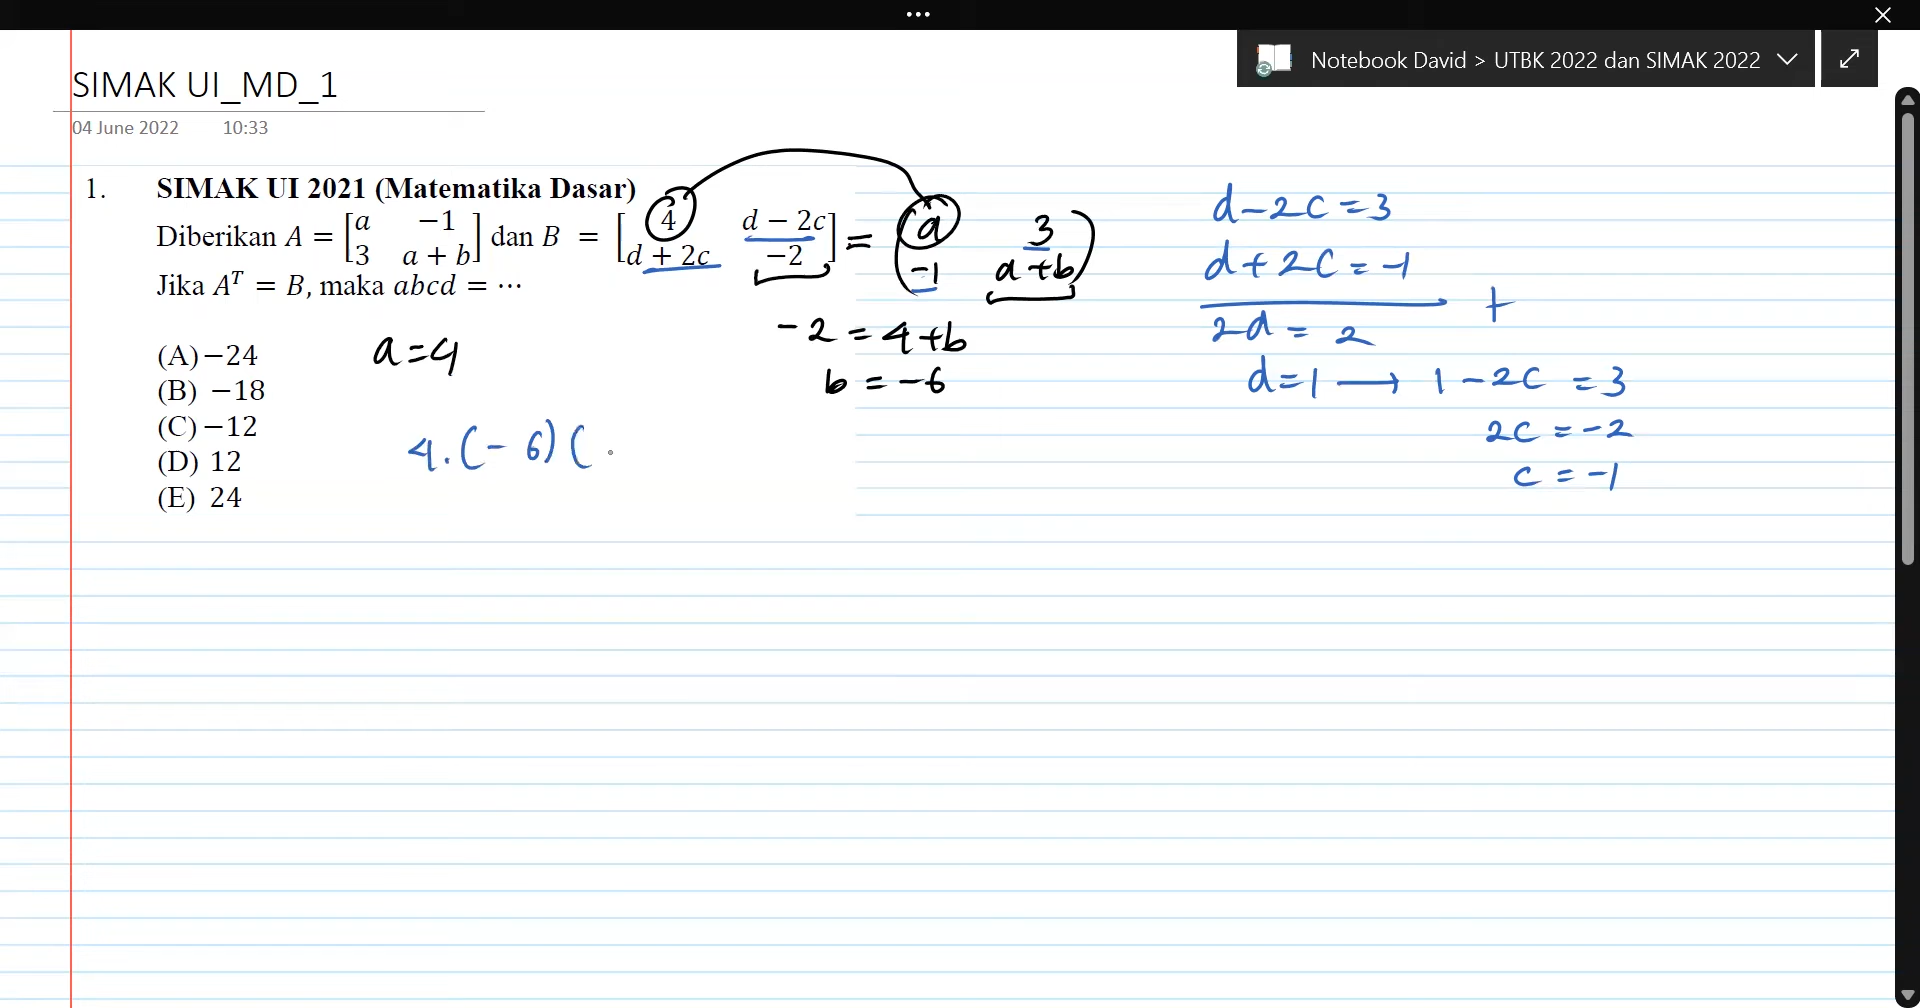 Notebook David > UTBK 2022 dan SIMAK 2022
SIMAK UI_MD_1
04 June 2022 10:33
1. SIMAK UI 2021 (Matematika Dasar)
Diberikan A = [a −1; 3 a + b] dan B = [4 d − 2c; d + 2c −2] = (a 3; -1 a+b)
Jika A^T = B, maka abcd = ⋯
(A) −24
(B) −18
(C) −12
(D) 12
(E) 24
a=4
-2 = 4+b
b = -6
4.(-6)(
d-2c=3
d+2c=-1
+
2d = 2
d=1 → 1-2c = 3
2c = -2
c = -1